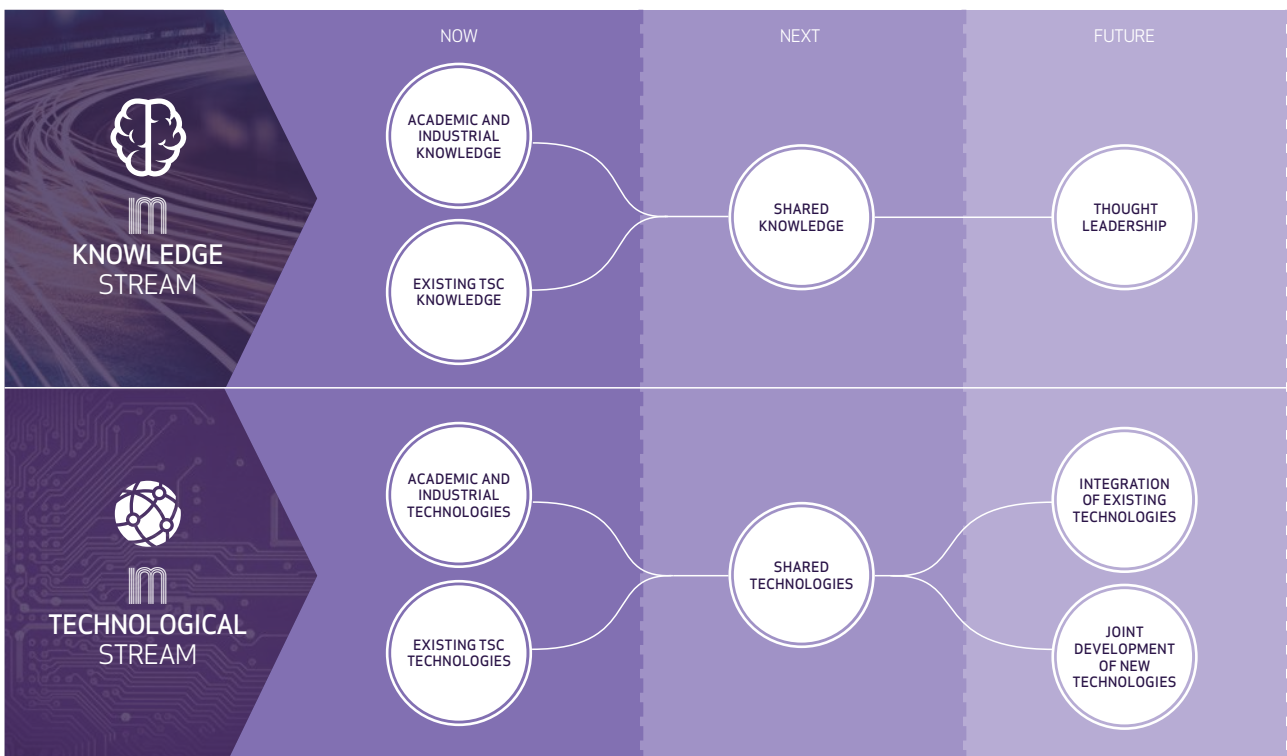 NOW
NEXT
FUTURE
m
KNOWLEDGE
STREAM
ACADEMIC AND
INDUSTRIAL
KNOWLEDGE
EXISTING TSC
KNOWLEDGE
SHARED
KNOWLEDGE
THOUGHT
LEADERSHIP
m
TECHNOLOGICAL
STREAM
ACADEMIC AND
INDUSTRIAL
TECHNOLOGIES
EXISTING TSC
TECHNOLOGIES
SHARED
TECHNOLOGIES
INTEGRATION
OF EXISTING
TECHNOLOGIES
JOINT
DEVELOPMENT
OF NEW
TECHNOLOGIES